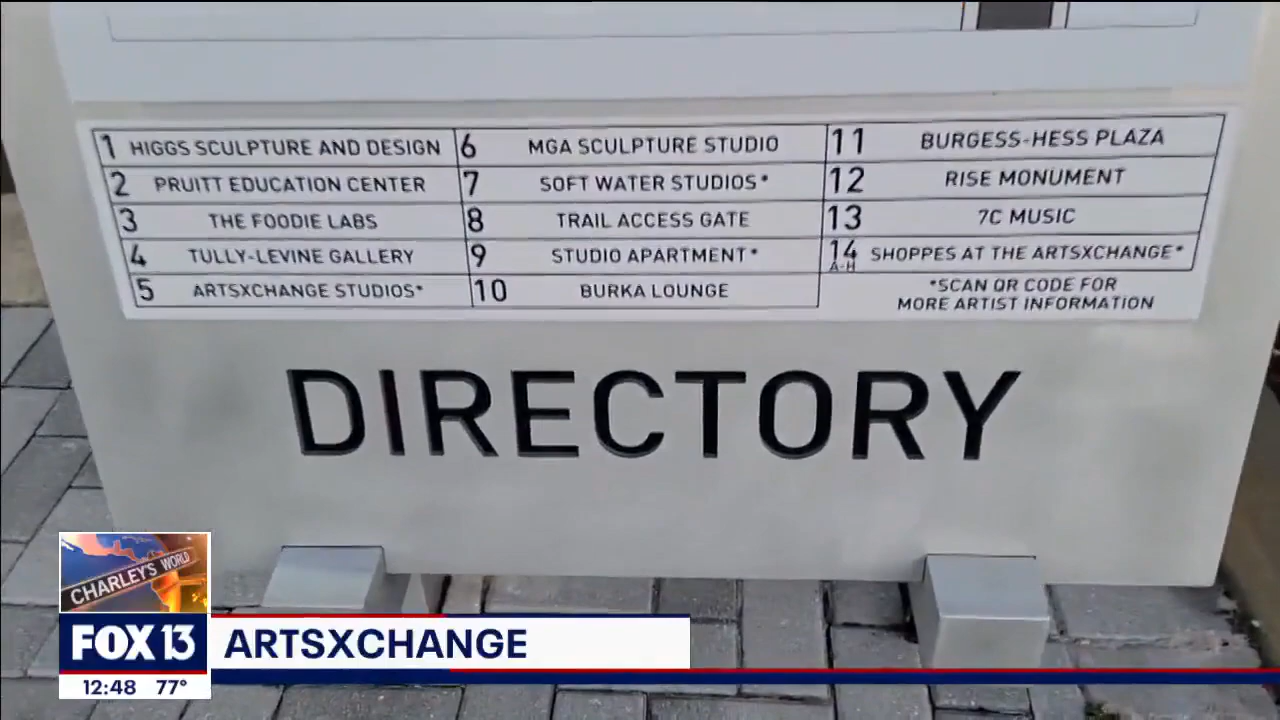 1 HIGGS SCULPTURE AND DESIGN
2 PRUITT EDUCATION CENTER
3 THE FOODIE LABS
4 TULLY-LEVINE GALLERY
5 ARTSXCHANGE STUDIOS*
6 MGA SCULPTURE STUDIO
7 SOFT WATER STUDIOS*
8 TRAIL ACCESS GATE
9 STUDIO APARTMENT*
10 BURKA LOUNGE
11 BURGESS-HESS PLAZA
12 RISE MONUMENT
13 7C MUSIC
14 A-H SHOPPES AT THE ARTSXCHANGE*
*SCAN QR CODE FOR
MORE ARTIST INFORMATION
DIRECTORY
CHARLEY'S WORLD
FOX 13 ARTSXCHANGE
12:48 77°